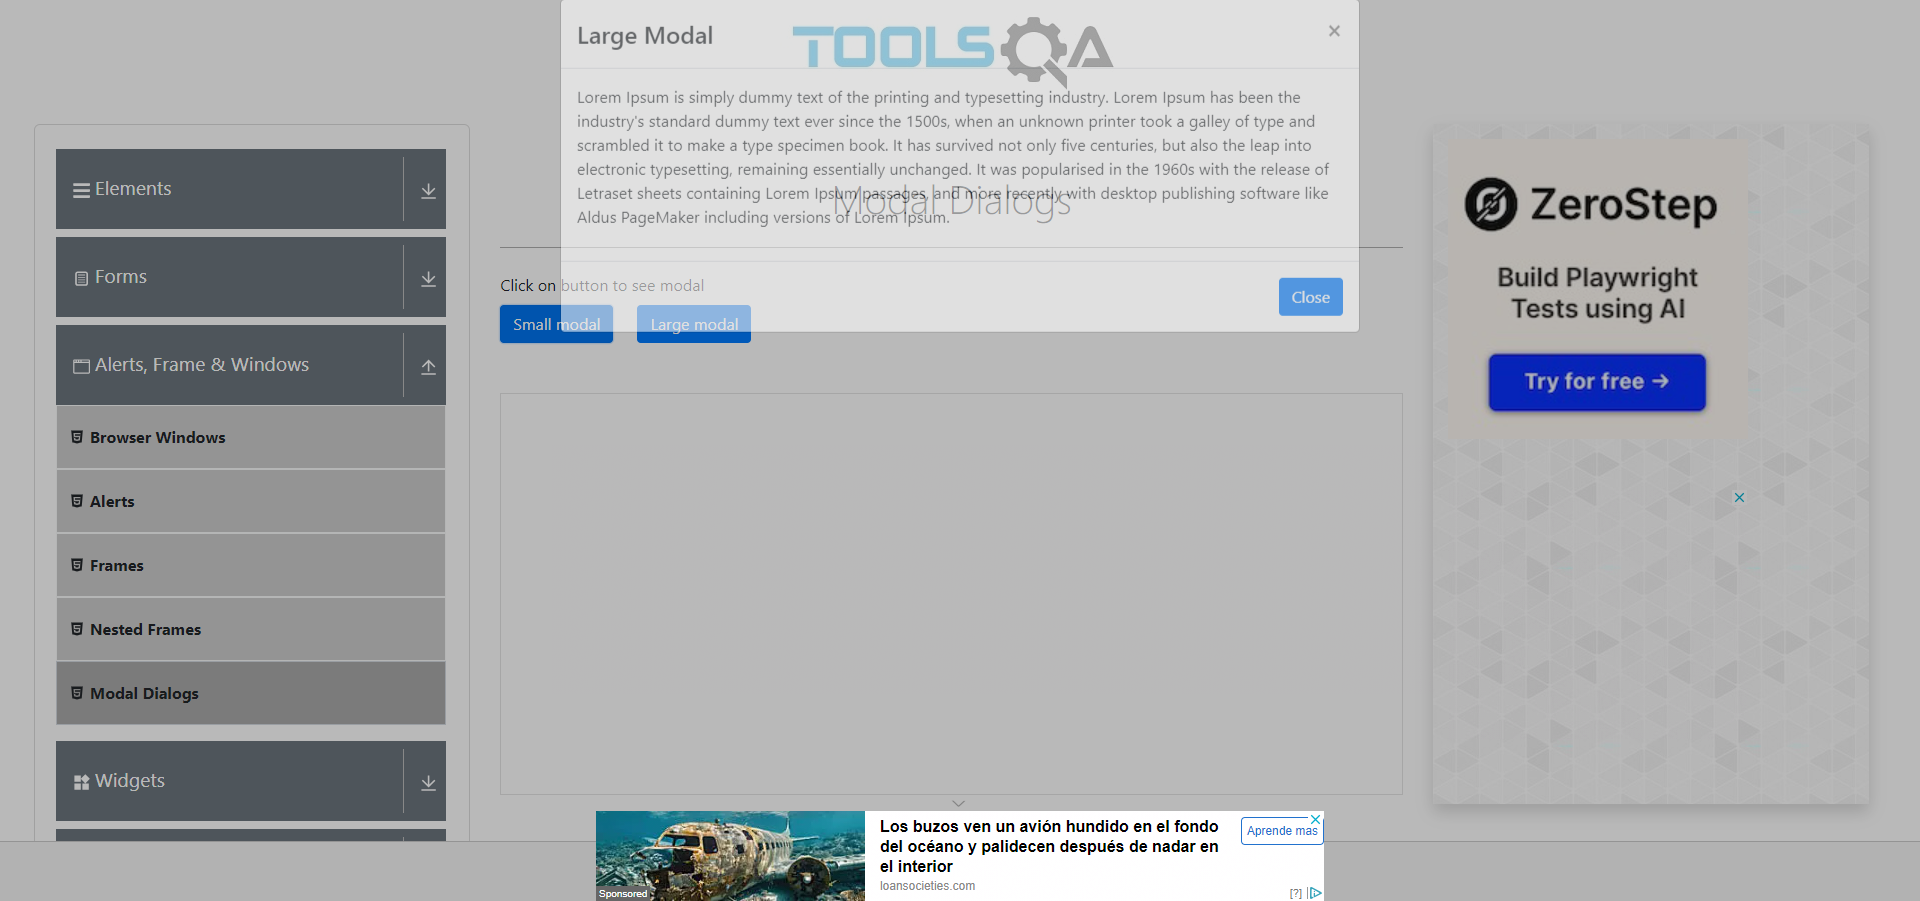 TOOLSQA
Large Modal
×
Lorem Ipsum is simply dummy text of the printing and typesetting industry. Lorem Ipsum has been the
industry's standard dummy text ever since the 1500s, when an unknown printer took a galley of type and
scrambled it to make a type specimen book. It has survived not only five centuries, but also the leap into
electronic typesetting, remaining essentially unchanged. It was popularised in the 1960s with the release of
Letraset sheets containing Lorem Ipsum passages, and more recently with desktop publishing software like
Aldus PageMaker including versions of Lorem Ipsum.
Close
Elements
Forms
Alerts, Frame & Windows
Browser Windows
Alerts
Frames
Nested Frames
Modal Dialogs
Widgets
Modal Dialogs
Click on button to see modal
Small modal
Large modal
ZeroStep
Build Playwright
Tests using AI
Try for free →
Los buzos ven un avión hundido en el fondo
del océano y palidecen después de nadar en
el interior
loansocieties.com
Aprende mas
Sponsored
[?]